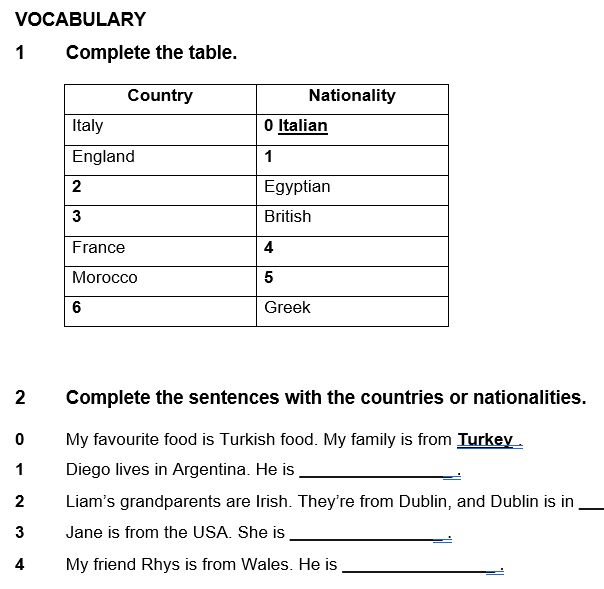 VOCABULARY
1 Complete the table.
Country Nationality
Italy 0 Italian
England 1
2 Egyptian
3 British
France 4
Morocco 5
6 Greek
2 Complete the sentences with the countries or nationalities.
0 My favourite food is Turkish food. My family is from Turkey .
1 Diego lives in Argentina. He is ________________ .
2 Liam’s grandparents are Irish. They’re from Dublin, and Dublin is in ___
3 Jane is from the USA. She is ________________ .
4 My friend Rhys is from Wales. He is ________________ .